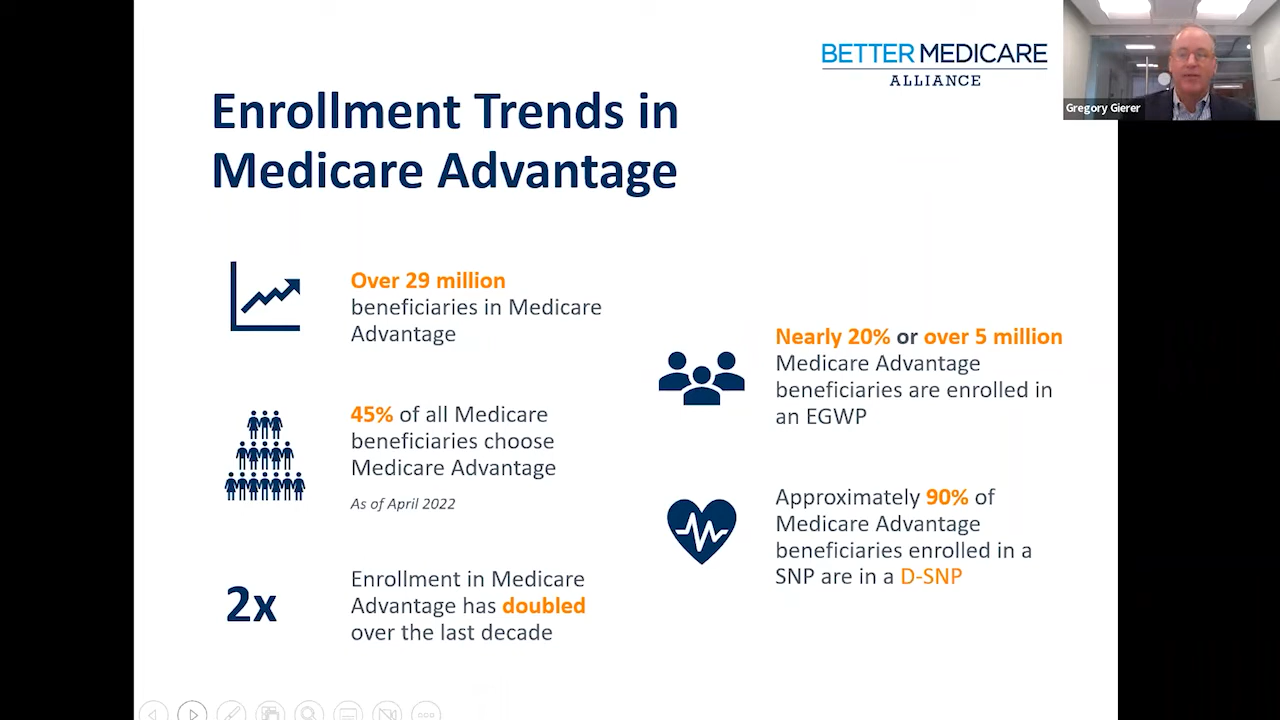 BETTER MEDICARE
ALLIANCE
Gregory Gierer
Enrollment Trends in
Medicare Advantage
Over 29 million
beneficiaries in Medicare
Advantage
45% of all Medicare
beneficiaries choose
Medicare Advantage
As of April 2022
2x
Enrollment in Medicare
Advantage has doubled
over the last decade
Nearly 20% or over 5 million
Medicare Advantage
beneficiaries are enrolled in
an EGWP
Approximately 90% of
Medicare Advantage
beneficiaries enrolled in a
SNP are in a D-SNP